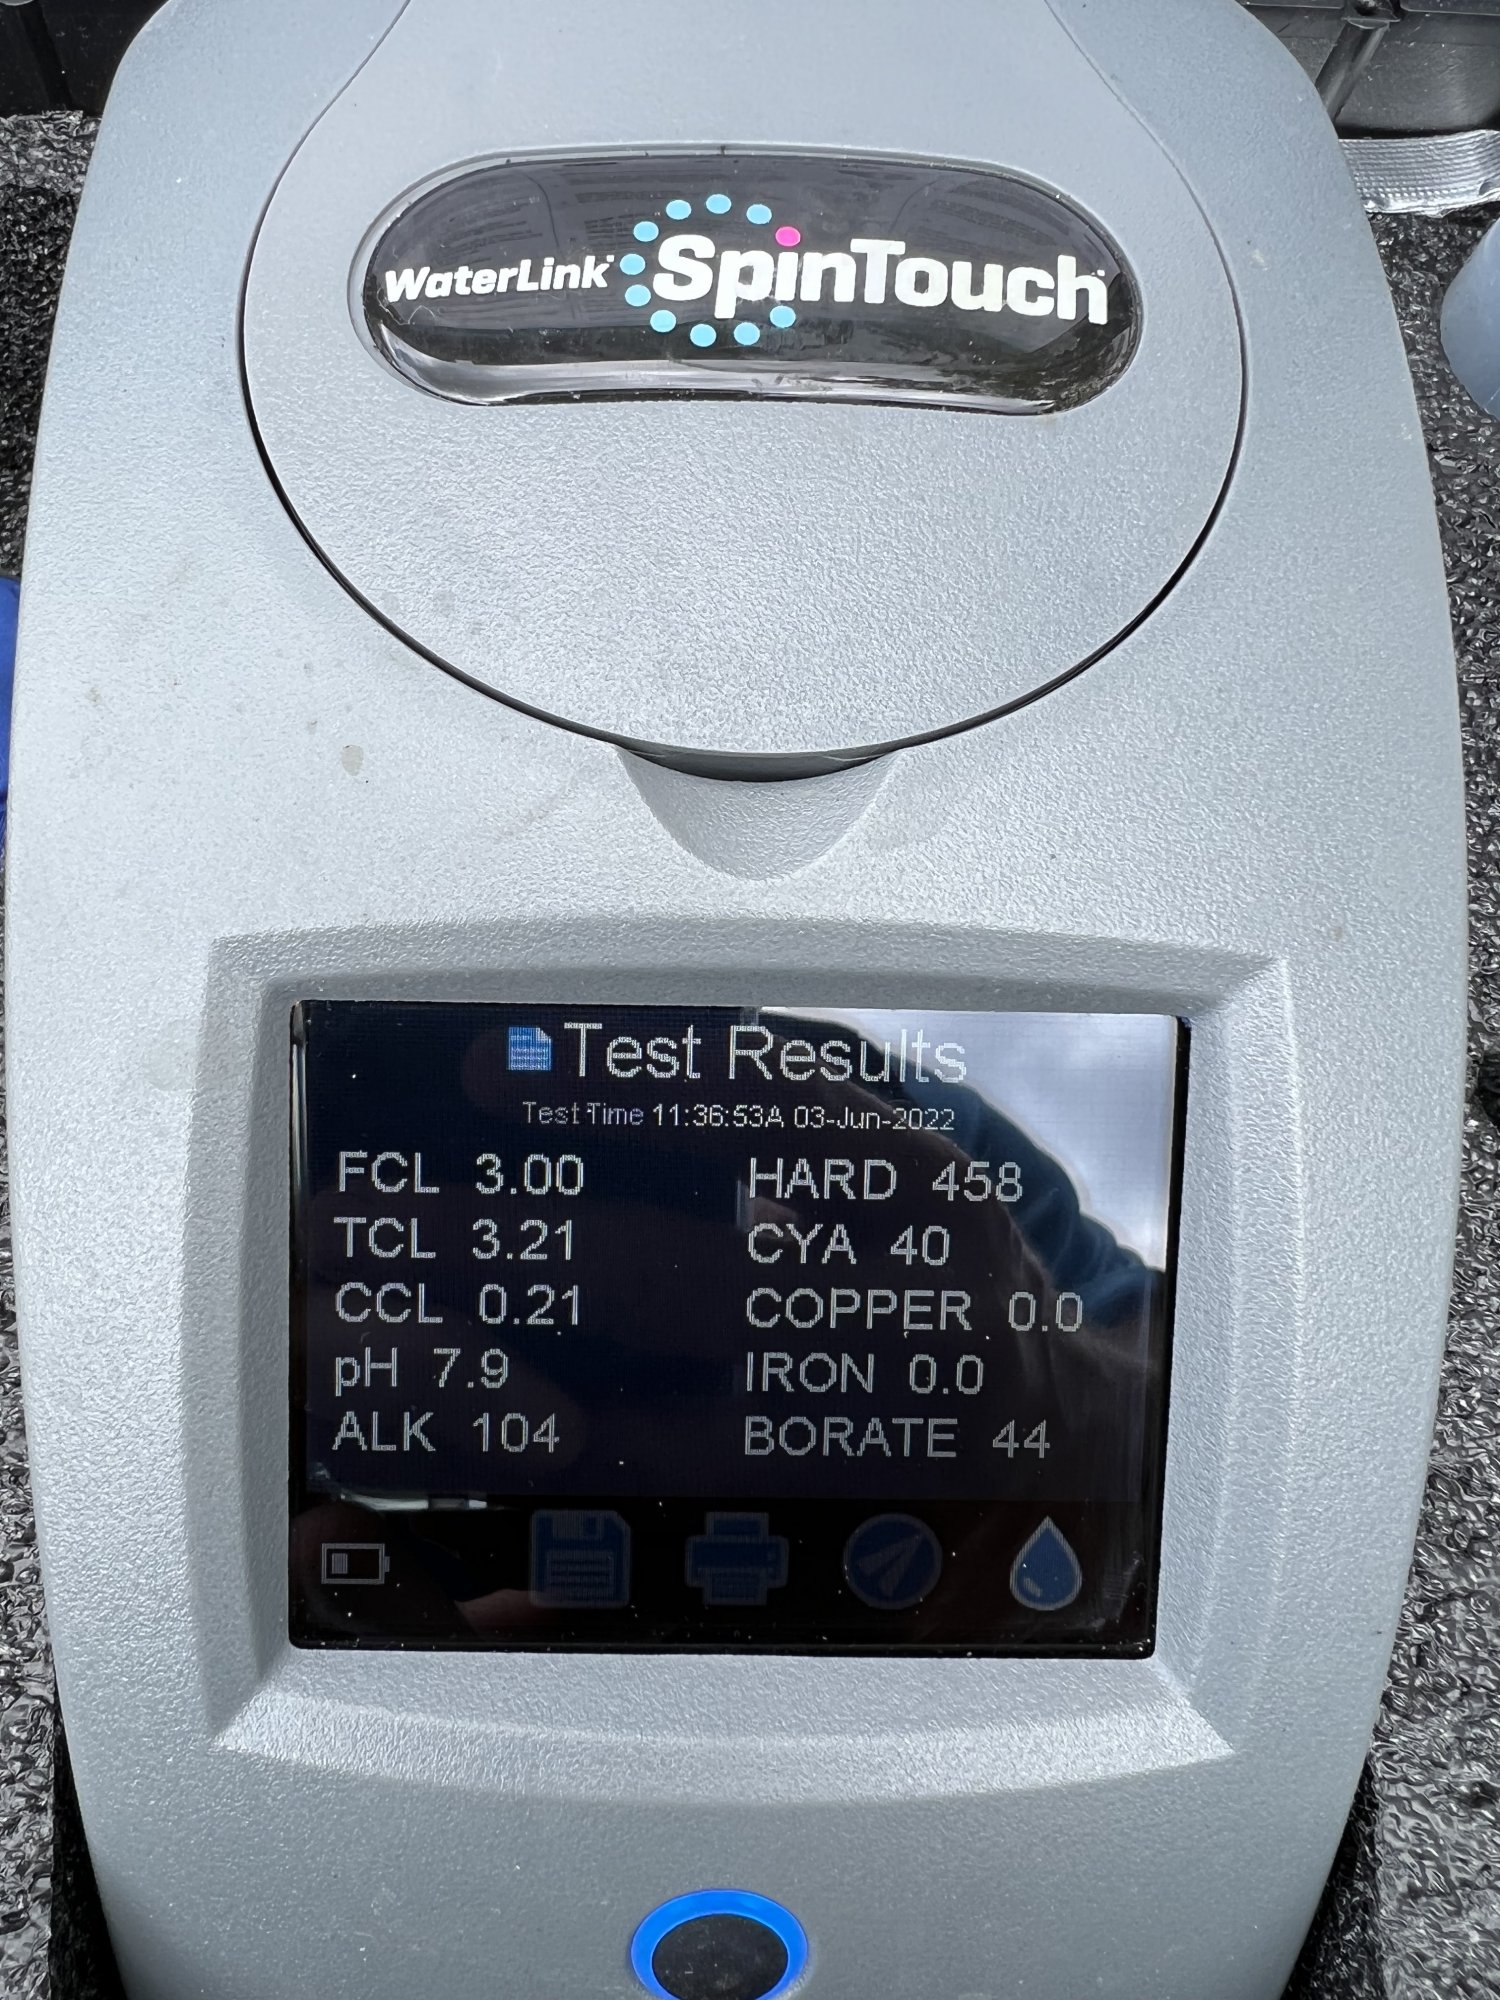 WaterLink SpinTouch
Test Results
Test Time 11:36:53A 03-Jun-2022
FCL 3.00
TCL 3.21
CCL 0.21
pH 7.9
ALK 104
HARD 458
CYA 40
COPPER 0.0
IRON 0.0
BORATE 44